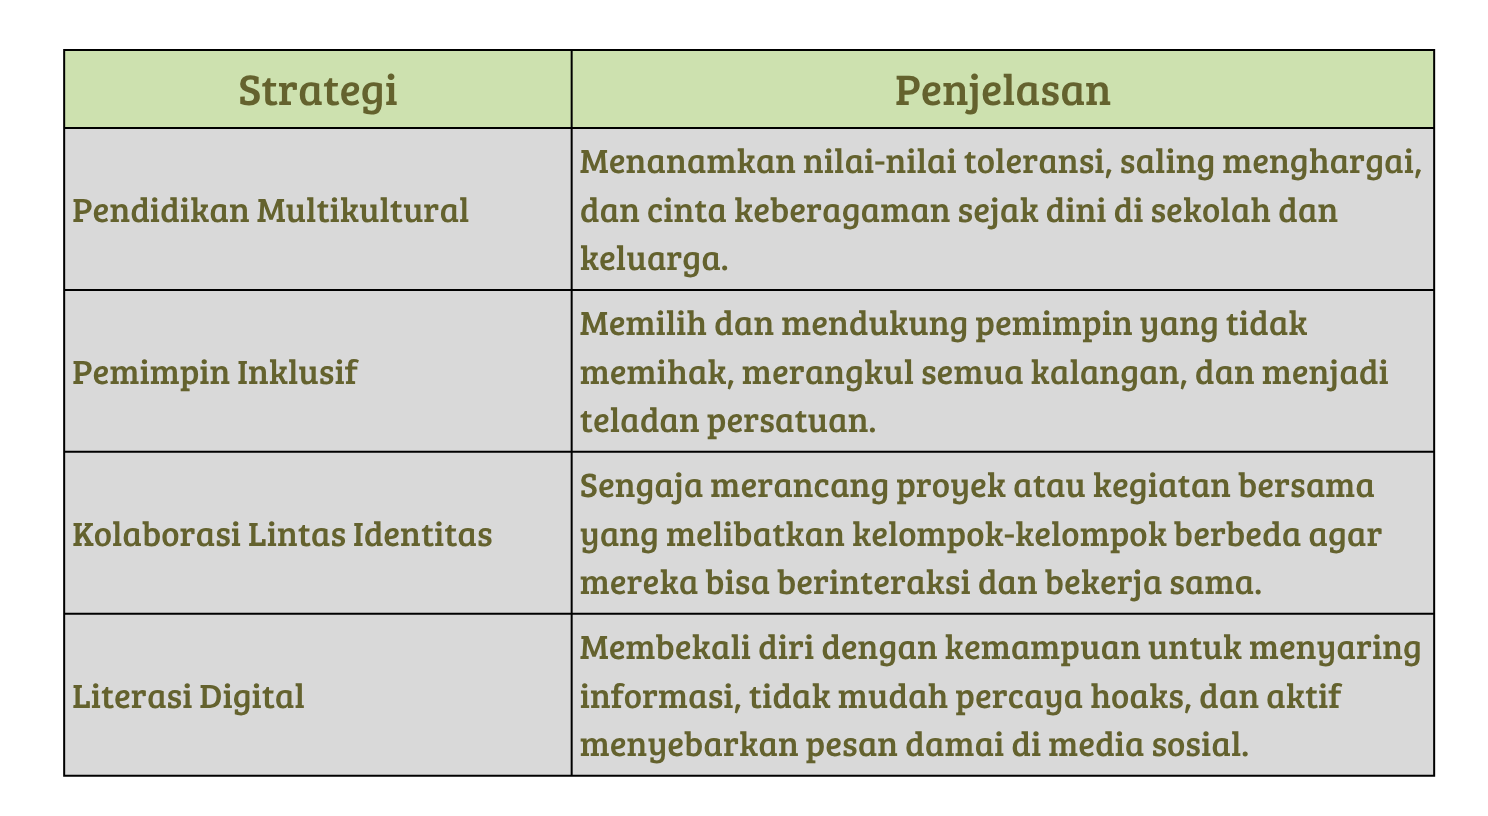 Strategi
Penjelasan
Pendidikan Multikultural
Menanamkan nilai-nilai toleransi, saling menghargai,
dan cinta keberagaman sejak dini di sekolah dan
keluarga.
Pemimpin Inklusif
Memilih dan mendukung pemimpin yang tidak
memihak, merangkul semua kalangan, dan menjadi
teladan persatuan.
Kolaborasi Lintas Identitas
Sengaja merancang proyek atau kegiatan bersama
yang melibatkan kelompok-kelompok berbeda agar
mereka bisa berinteraksi dan bekerja sama.
Literasi Digital
Membekali diri dengan kemampuan untuk menyaring
informasi, tidak mudah percaya hoaks, dan aktif
menyebarkan pesan damai di media sosial.